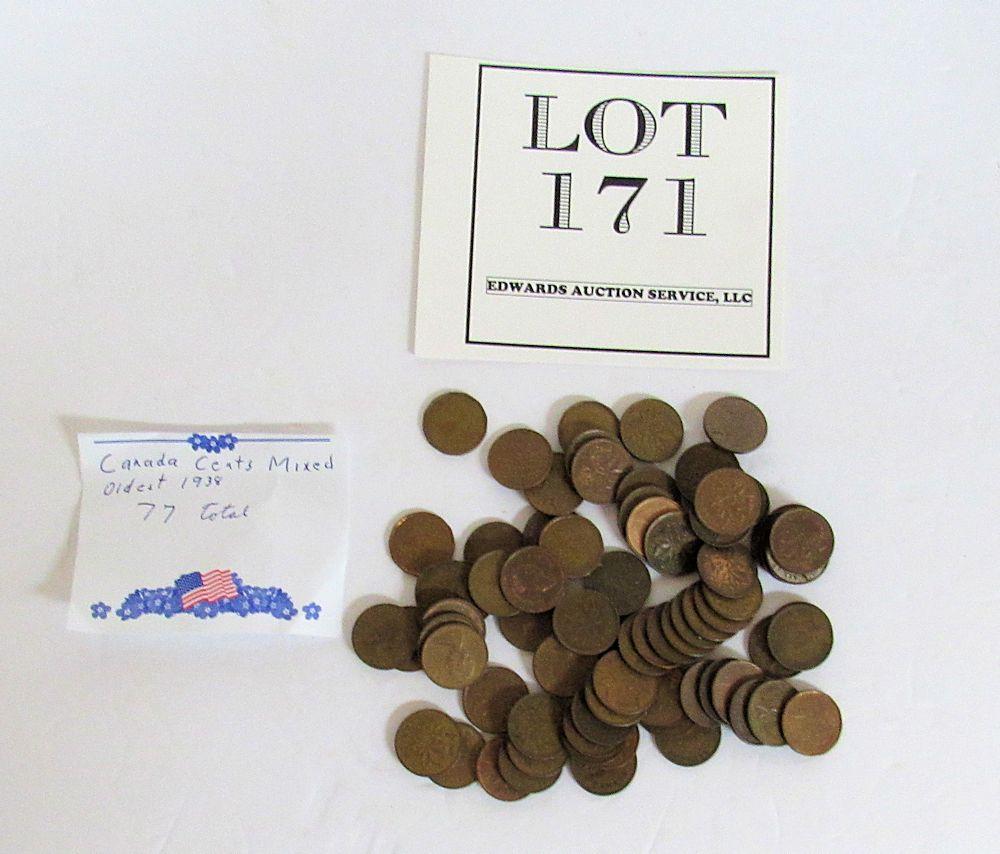 LOT
171
EDWARDS AUCTION SERVICE, LLC
Canada Cents Mixed
Oldest 1938
77 total